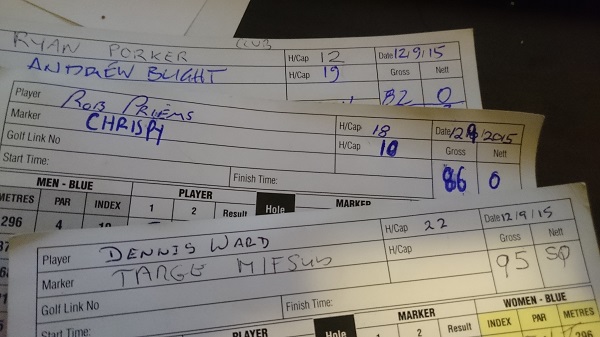 RYAN PORKER CLUB H/Cap 12 Date 12/9/15
ANDREW BLIGHT H/Cap 19 Gross Nett
82 0
Player ROB PRIEMS H/Cap 18 Date 12/9/2015
Marker CHRISPY H/Cap 10 Gross Nett
Golf Link No 86 0
Start Time: Finish Time:
MEN - BLUE PLAYER MARKER
METRES PAR INDEX 1 2 Result Hole
296 4
Player DENNIS WARD H/Cap 22 Date 12/9/15
Marker TARGE MIFSUD H/Cap Gross Nett
Golf Link No 95 SQ
Start Time: Finish Time:
PLAYER Hole MARKER WOMEN - BLUE
1 2 Result INDEX PAR METRES
296